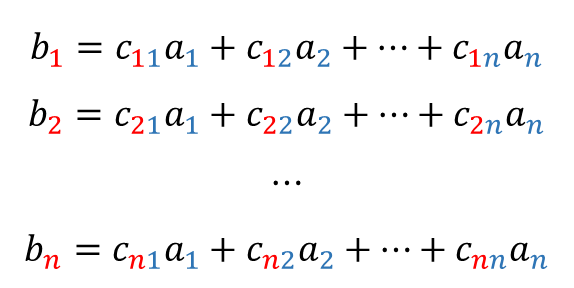 b₁ = c₁₁a₁ + c₁₂a₂ + ⋯ + c₁ₙaₙ
b₂ = c₂₁a₁ + c₂₂a₂ + ⋯ + c₂ₙaₙ
⋯
bₙ = cₙ₁a₁ + cₙ₂a₂ + ⋯ + cₙₙaₙ